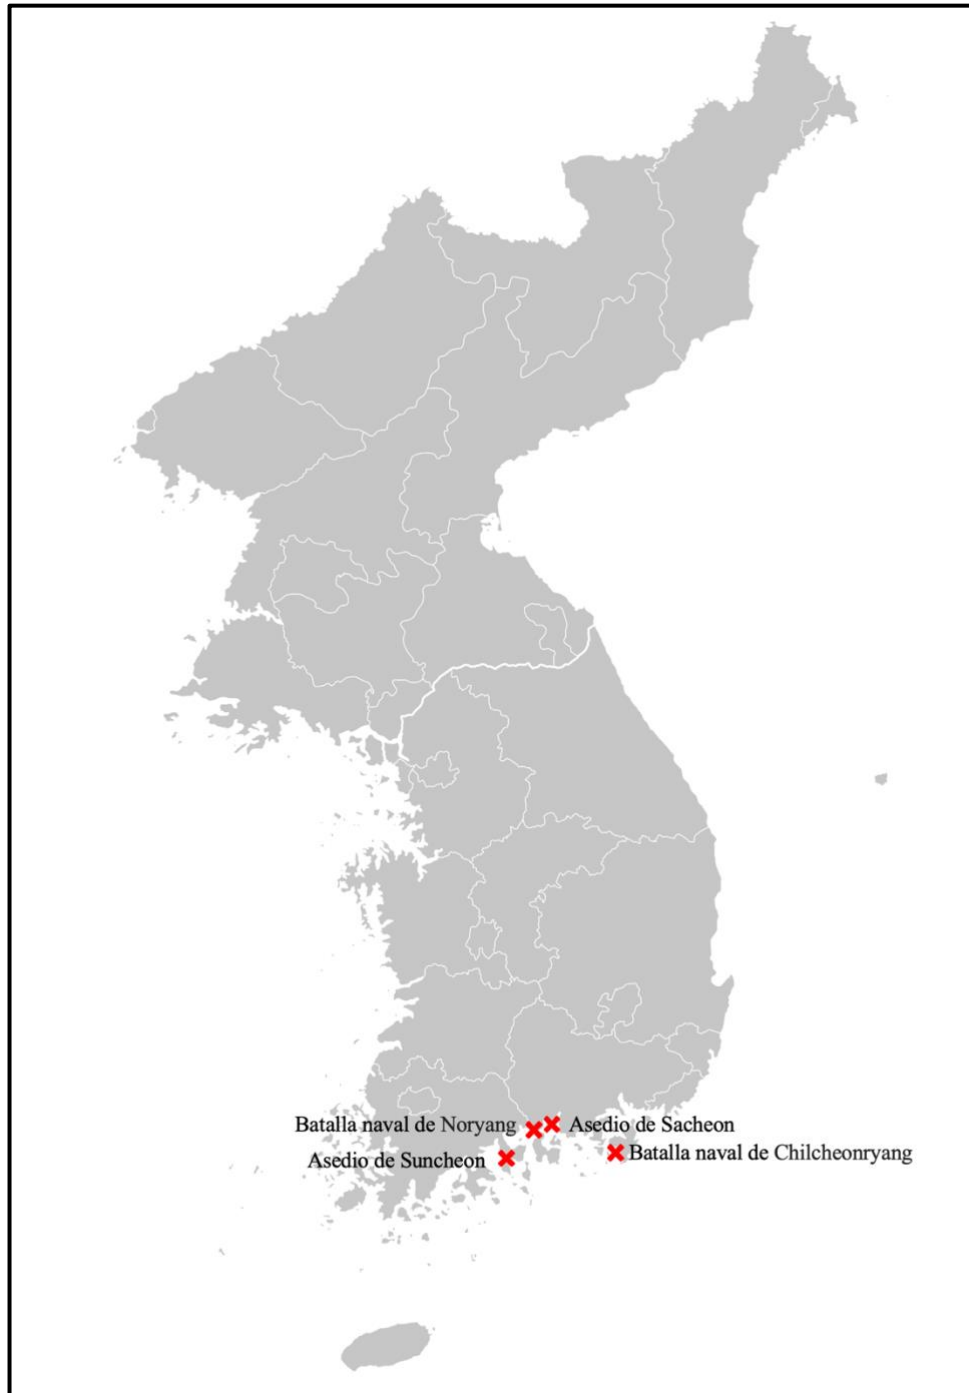 Batalla naval de Noryang
Asedio de Sacheon
Asedio de Suncheon
Batalla naval de Chilcheonryang